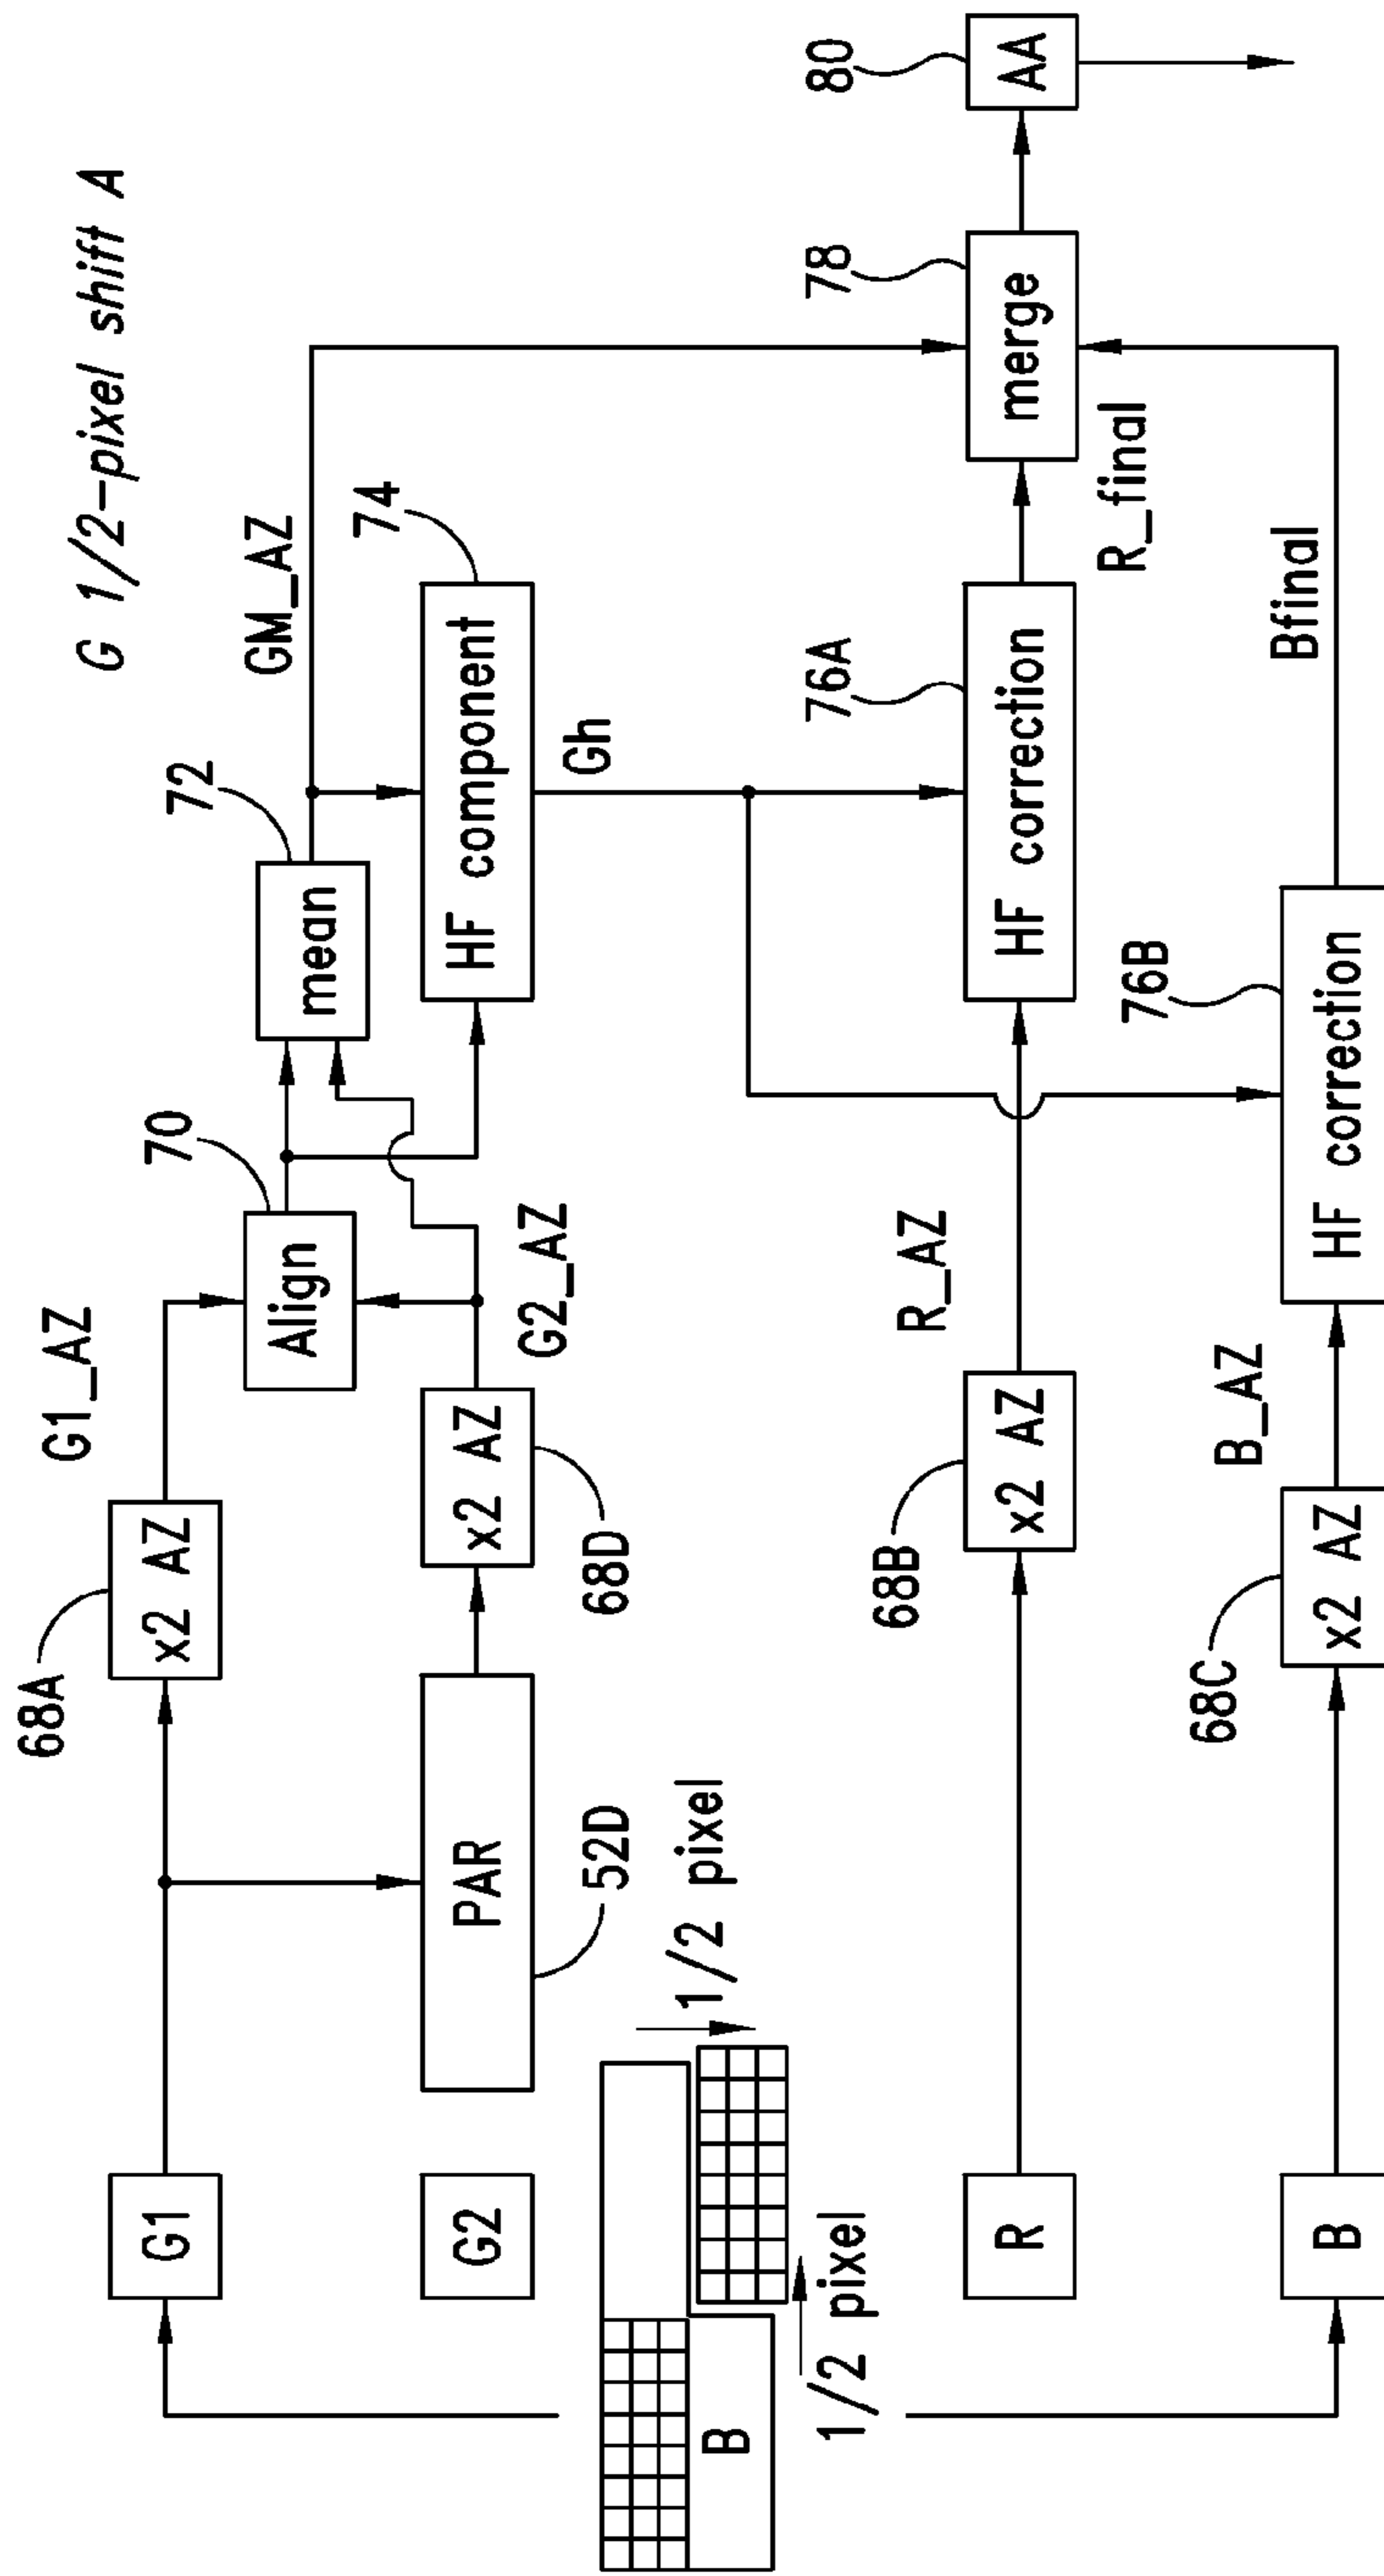 G 1/2-pixel shift A
G1
68A
x2 AZ
G1_AZ
70
Align
72
mean
GM_AZ
G2
PAR
52D
x2 AZ
68D
G2_AZ
HF component
74
Gh
B
1/2 pixel
1/2 pixel
R
68B
x2 AZ
R_AZ
HF correction
76A
R_final
merge
78
AA
80
B
68C
x2 AZ
B_AZ
HF correction
76B
Bfinal